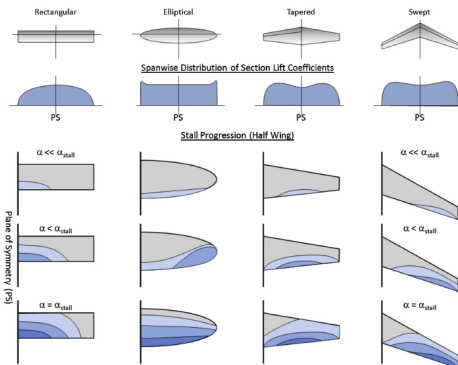 Rectangular Elliptical Tapered Swept
Spanwise Distribution of Section Lift Coefficients
PS PS PS PS
Stall Progression (Half Wing)
α << αstall α << αstall
α < αstall α < αstall
α = αstall α = αstall
Plane of Symmetry (PS)